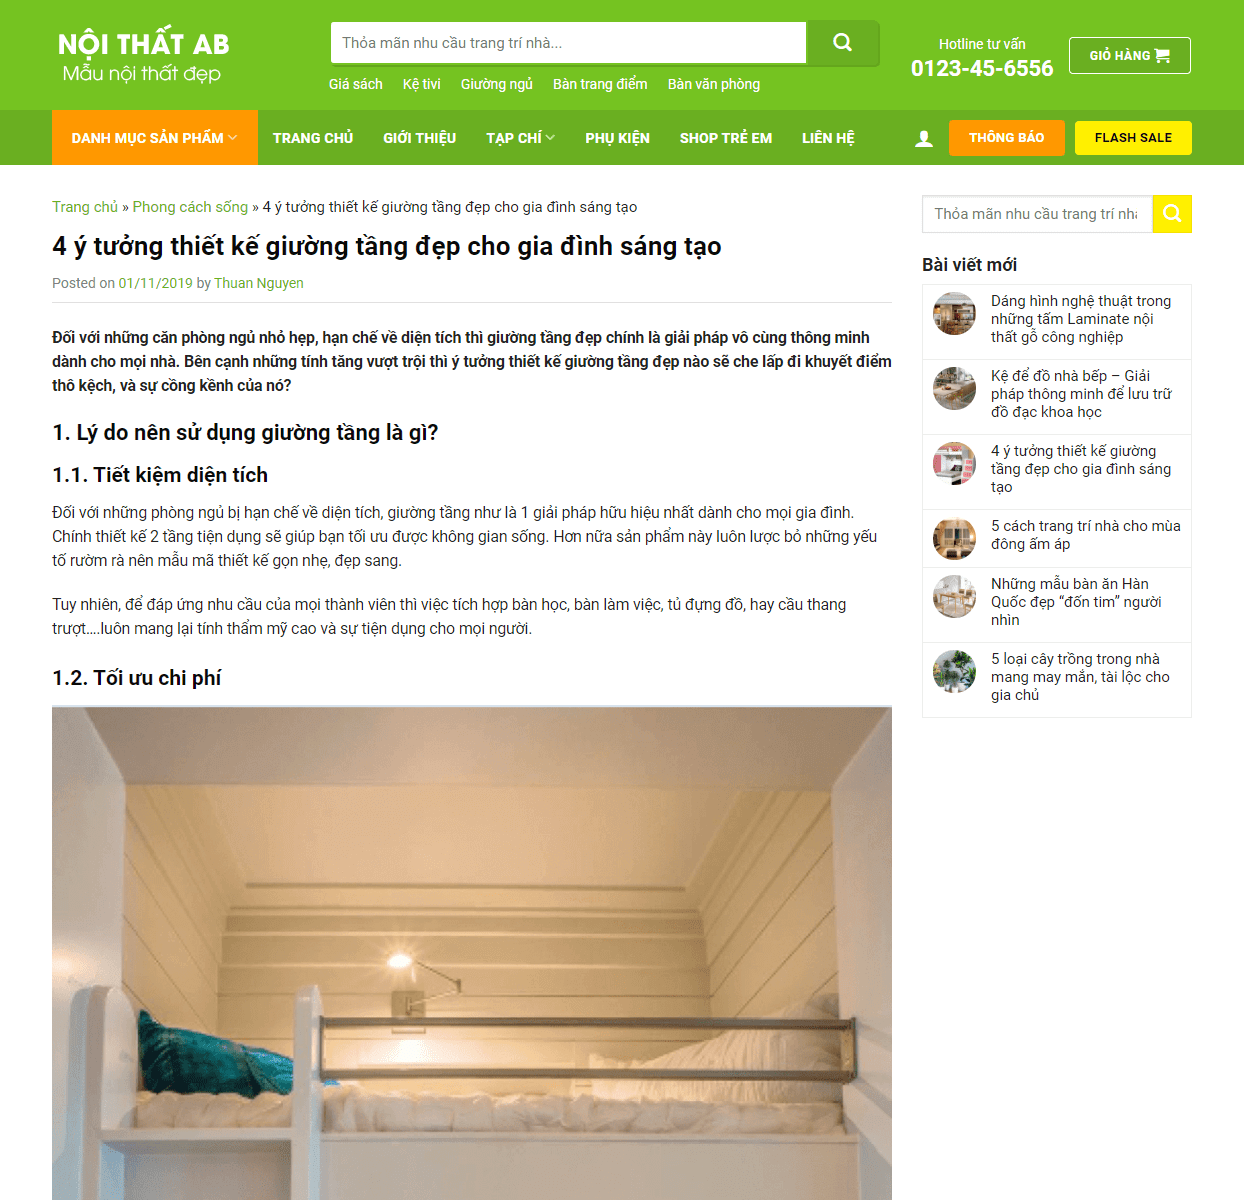 NỘI THẤT AB
Mẫu nội thất đẹp
Thỏa mãn nhu cầu trang trí nhà...
Giá sách Kệ tivi Giường ngủ Bàn trang điểm Bàn văn phòng
Hotline tư vấn
0123-45-6556
GIỎ HÀNG
DANH MỤC SẢN PHẨM TRANG CHỦ GIỚI THIỆU TẠP CHÍ PHỤ KIỆN SHOP TRẺ EM LIÊN HỆ THÔNG BÁO FLASH SALE
Trang chủ » Phong cách sống » 4 ý tưởng thiết kế giường tầng đẹp cho gia đình sáng tạo
4 ý tưởng thiết kế giường tầng đẹp cho gia đình sáng tạo
Posted on 01/11/2019 by Thuan Nguyen
Đối với những căn phòng ngủ nhỏ hẹp, hạn chế về diện tích thì giường tầng đẹp chính là giải pháp vô cùng thông minh
dành cho mọi nhà. Bên cạnh những tính tăng vượt trội thì ý tưởng thiết kế giường tầng đẹp nào sẽ che lấp đi khuyết điểm
thô kệch, và sự cồng kềnh của nó?
1. Lý do nên sử dụng giường tầng là gì?
1.1. Tiết kiệm diện tích
Đối với những phòng ngủ bị hạn chế về diện tích, giường tầng như là 1 giải pháp hữu hiệu nhất dành cho mọi gia đình.
Chính thiết kế 2 tầng tiện dụng sẽ giúp bạn tối ưu được không gian sống. Hơn nữa sản phẩm này luôn lược bỏ những yếu
tố rườm rà nên mẫu mã thiết kế gọn nhẹ, đẹp sang.
Tuy nhiên, để đáp ứng nhu cầu của mọi thành viên thì việc tích hợp bàn học, bàn làm việc, tủ đựng đồ, hay cầu thang
trượt….luôn mang lại tính thẩm mỹ cao và sự tiện dụng cho mọi người.
1.2. Tối ưu chi phí
Thỏa mãn nhu cầu trang trí nhà
Bài viết mới
Dáng hình nghệ thuật trong
những tấm Laminate nội
thất gỗ công nghiệp
Kệ để đồ nhà bếp – Giải
pháp thông minh để lưu trữ
đồ đạc khoa học
4 ý tưởng thiết kế giường
tầng đẹp cho gia đình sáng
tạo
5 cách trang trí nhà cho mùa
đông ấm áp
Những mẫu bàn ăn Hàn
Quốc đẹp “đốn tim” người
nhìn
5 loại cây trồng trong nhà
mang may mắn, tài lộc cho
gia chủ